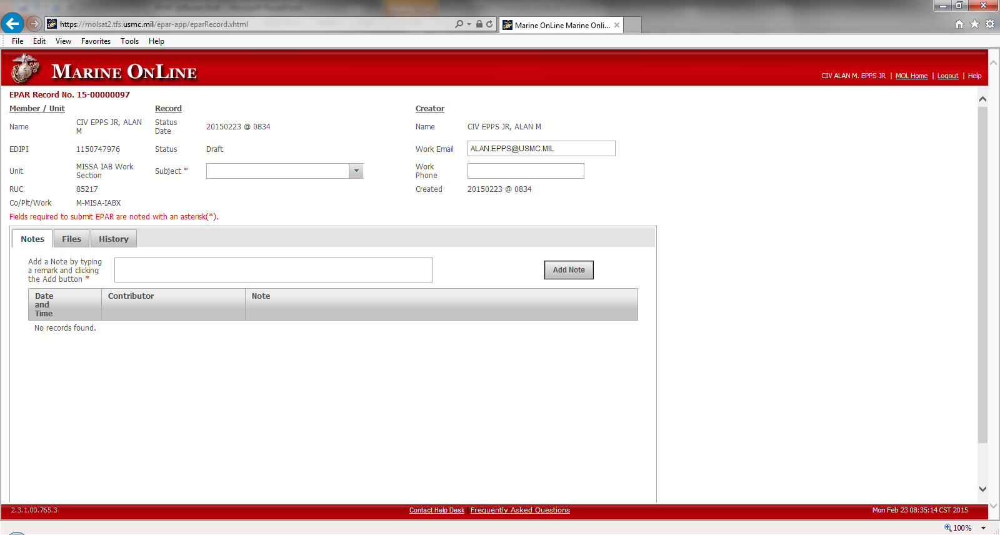 https://molsat2.tfs.usmc.mil/epar-app/eparRecord.xhtml
Marine OnLine Marine Onli...
File Edit View Favorites Tools Help
MARINE ONLINE
CIV ALAN M. EPPS JR | MOL Home | Logout | Help
EPAR Record No. 15-00000097
Member / Unit
Name CIV EPPS JR, ALAN
M
EDIPI 1150747976
Unit MISSA IAB Work
Section
RUC 85217
Co/Plt/Work M-MISA-IABX
Record
Status
Date 20150223 @ 0834
Status Draft
Subject *
Creator
Name CIV EPPS JR, ALAN M
Work Email ALAN.EPPS@USMC.MIL
Work
Phone
Created 20150223 @ 0834
Fields required to submit EPAR are noted with an asterisk(*).
Notes Files History
Add a Note by typing
a remark and clicking
the Add button *
Add Note
Date
and
Time
Contributor
Note
No records found.
2.3.1.00.765.3
Contact Help Desk | Frequently Asked Questions
Mon Feb 23 08:35:14 CST 2015
100%